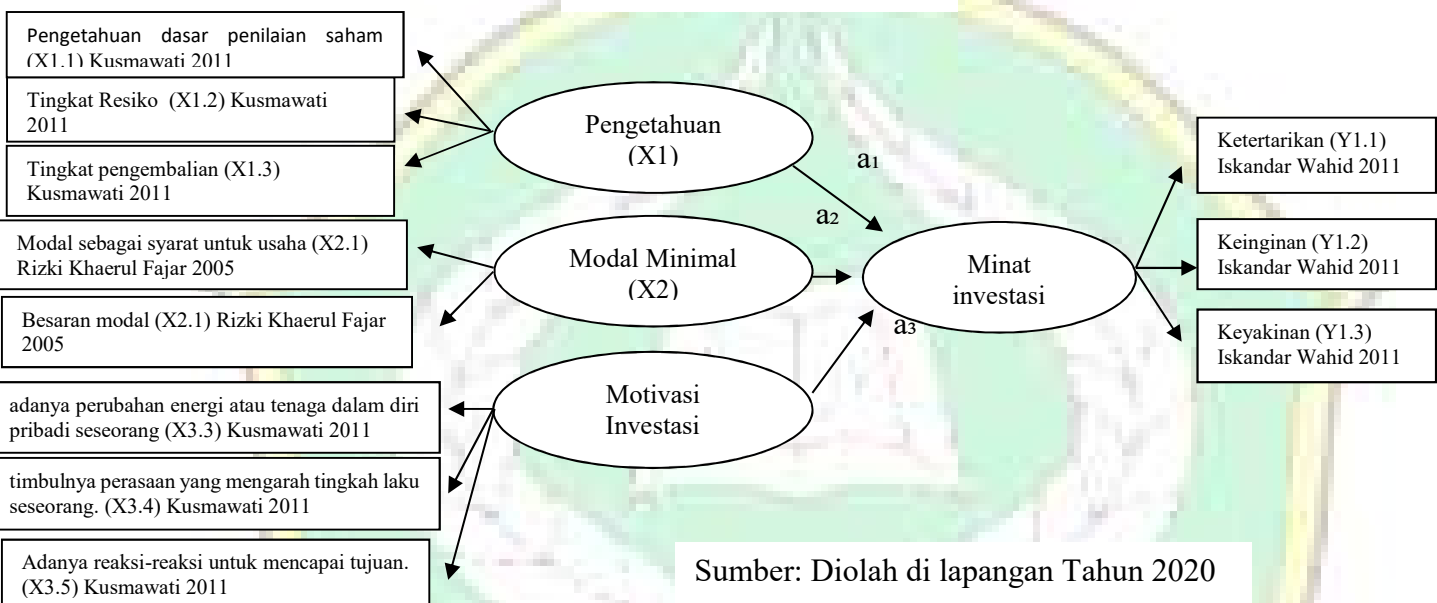 Pengetahuan dasar penilaian saham
(X1.1) Kusmawati 2011
Tingkat Resiko (X1.2) Kusmawati
2011
Tingkat pengembalian (X1.3)
Kusmawati 2011
Modal sebagai syarat untuk usaha (X2.1)
Rizki Khaerul Fajar 2005
Besaran modal (X2.1) Rizki Khaerul Fajar
2005
adanya perubahan energi atau tenaga dalam diri
pribadi seseorang (X3.3) Kusmawati 2011
timbulnya perasaan yang mengarah tingkah laku
seseorang. (X3.4) Kusmawati 2011
Adanya reaksi-reaksi untuk mencapai tujuan.
(X3.5) Kusmawati 2011
Pengetahuan
(X1)
Modal Minimal
(X2)
Motivasi
Investasi
a₁
a₂
a₃
Minat
investasi
Ketertarikan (Y1.1)
Iskandar Wahid 2011
Keinginan (Y1.2)
Iskandar Wahid 2011
Keyakinan (Y1.3)
Iskandar Wahid 2011
Sumber: Diolah di lapangan Tahun 2020